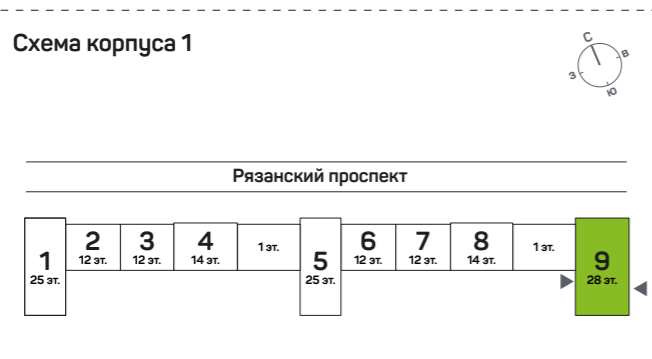 Схема корпуса 1
С
В
З
Ю
Рязанский проспект
1
25 эт.
2
12 эт.
3
12 эт.
4
14 эт.
1 эт.
5
25 эт.
6
12 эт.
7
12 эт.
8
14 эт.
1 эт.
9
28 эт.